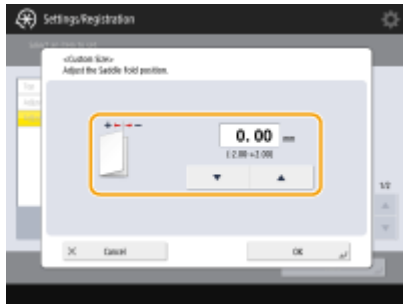 Settings/Registration
<Custom Size>
Adjust the Saddle Fold position.
+ -
0.00 mm
(-2.00-+2.00)
▼ ▲
1/2
× Cancel
OK